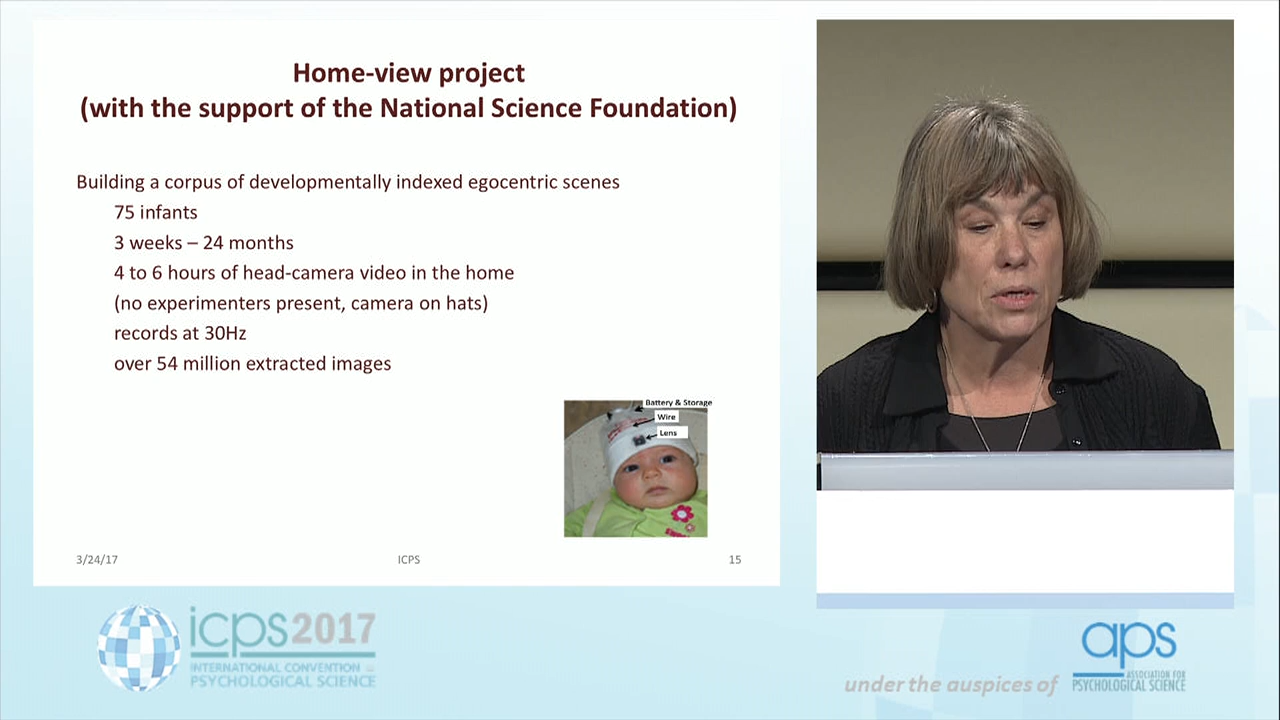 Home-view project
(with the support of the National Science Foundation)
Building a corpus of developmentally indexed egocentric scenes
75 infants
3 weeks – 24 months
4 to 6 hours of head-camera video in the home
(no experimenters present, camera on hats)
records at 30Hz
over 54 million extracted images
Battery & Storage
Wire
Lens
3/24/17
ICPS
15
icps2017
INTERNATIONAL CONVENTION
PSYCHOLOGICAL SCIENCE
under the auspices of
aps
ASSOCIATION FOR
PSYCHOLOGICAL SCIENCE